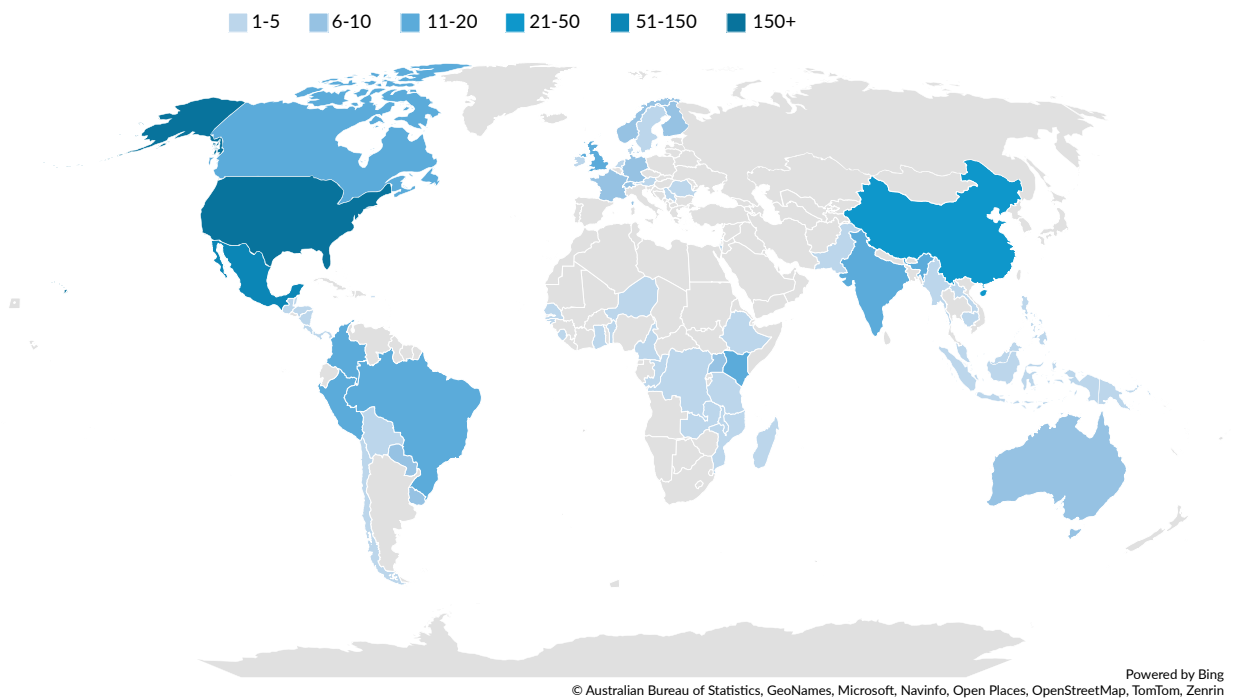 1-5 6-10 11-20 21-50 51-150 150+
Powered by Bing
© Australian Bureau of Statistics, GeoNames, Microsoft, Navinfo, Open Places, OpenStreetMap, TomTom, Zenrin